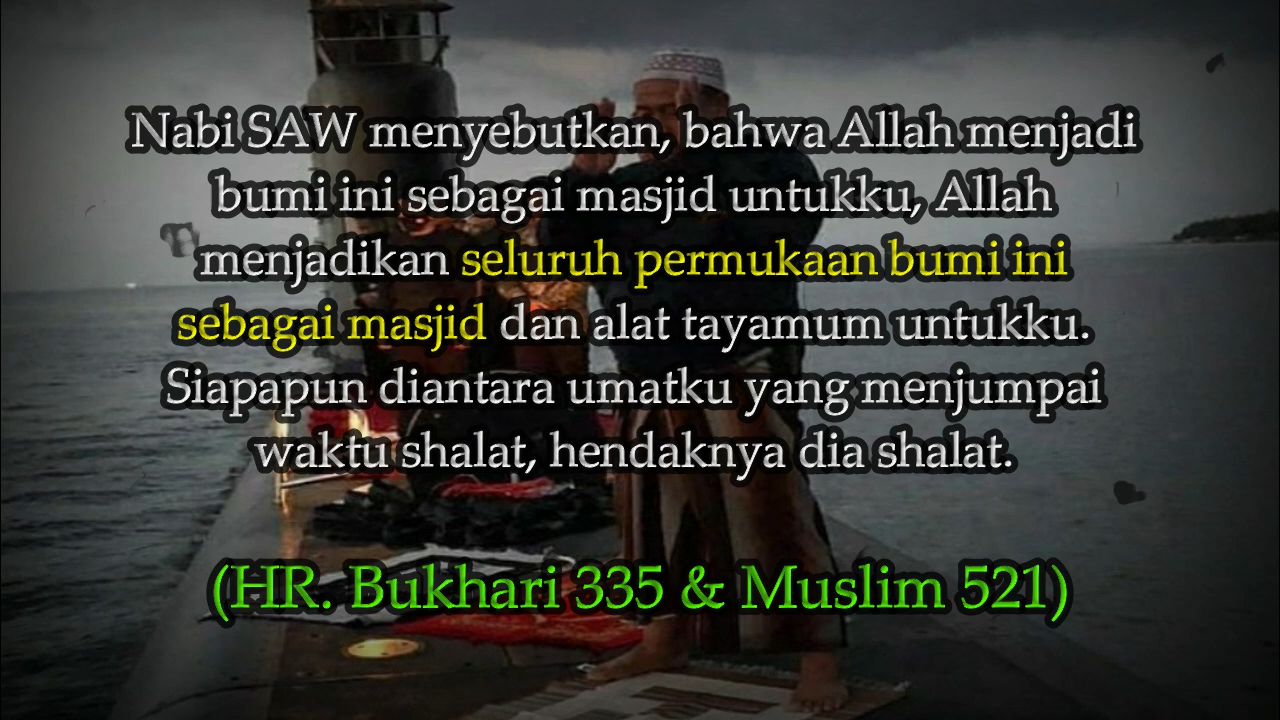 Nabi SAW menyebutkan, bahwa Allah menjadi
bumi ini sebagai masjid untukku, Allah
menjadikan seluruh permukaan bumi ini
sebagai masjid dan alat tayamum untukku.
Siapapun diantara umatku yang menjumpai
waktu shalat, hendaknya dia shalat.
(HR. Bukhari 335 & Muslim 521)